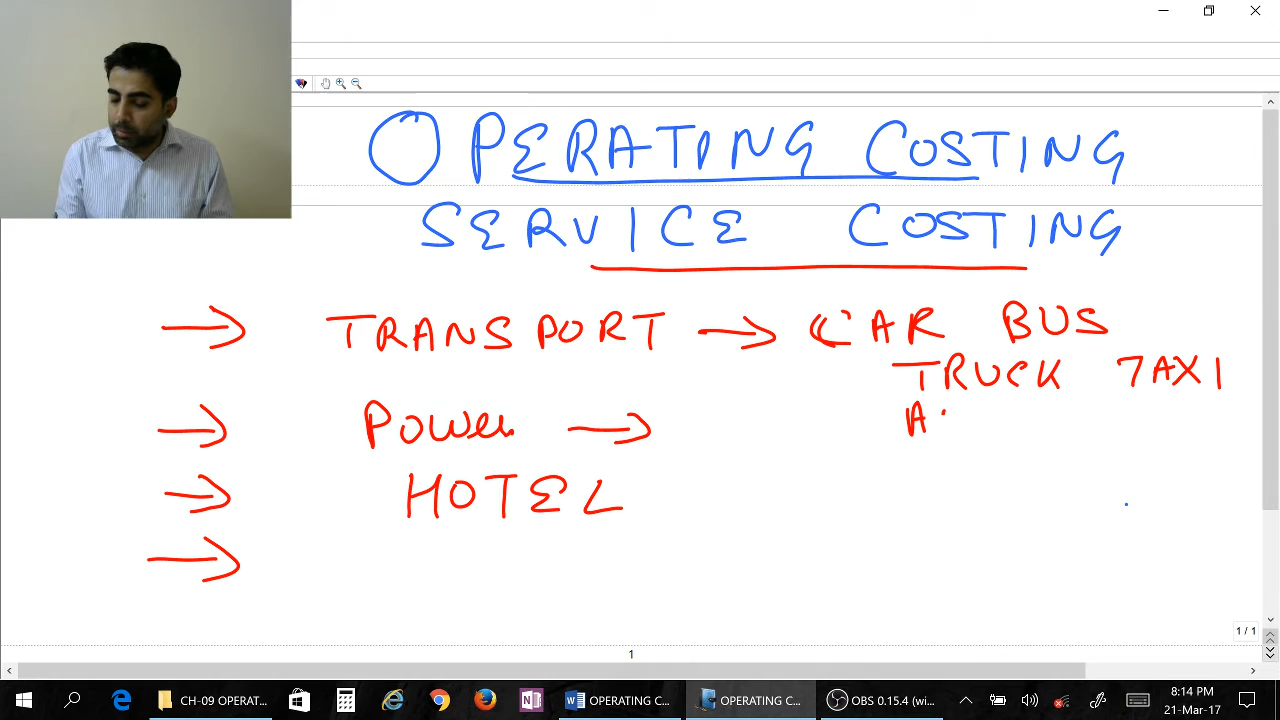 OPERATING COSTING
SERVICE COSTING
→ TRANSPORT → CAR BUS
TRUCK TAXI
→ Power → A
→ HOTEL
→
1 / 1
1
CH-09 OPERAT...
OPERATING C...
OPERATING C...
OBS 0.15.4 (wi...
8:14 PM
21-Mar-17